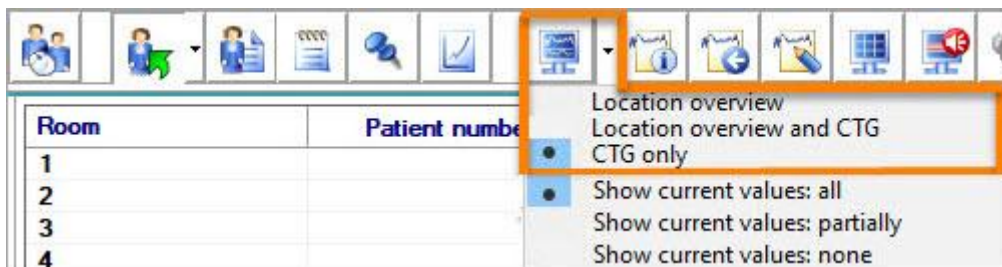 Location overview
Location overview and CTG
CTG only
Show current values: all
Show current values: partially
Show current values: none
Room Patient numbe
1
2
3
4